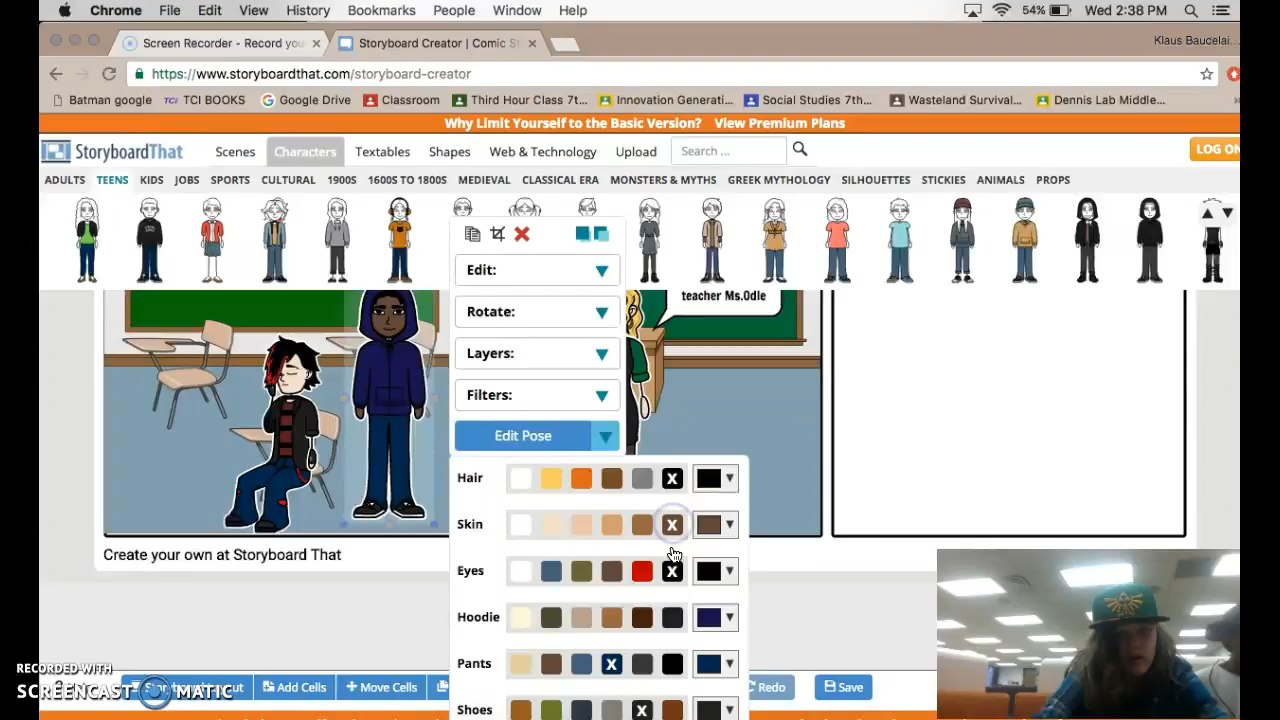 Chrome File Edit View History Bookmarks People Window Help 54% Wed 2:38 PM
Screen Recorder - Record you × Storyboard Creator | Comic St × Klaus Baudelai...
https://www.storyboardthat.com/storyboard-creator
Batman google TCI TCI BOOKS Google Drive Classroom Third Hour Class 7t... Innovation Generati... Social Studies 7th... Wasteland Survival... Dennis Lab Middle...
Why Limit Yourself to the Basic Version? View Premium Plans
StoryboardThat Scenes Characters Textables Shapes Web & Technology Upload Search ... LOG ON
ADULTS TEENS KIDS JOBS SPORTS CULTURAL 1900S 1600S TO 1800S MEDIEVAL CLASSICAL ERA MONSTERS & MYTHS GREEK MYTHOLOGY SILHOUETTES STICKIES ANIMALS PROPS
Edit:
teacher Ms.Odle
Rotate:
Layers:
Filters:
Edit Pose
Hair X
Skin X
Create your own at Storyboard That
Eyes X
Hoodie
Pants X
RECORDED WITH
SCREENCAST MATIC
Add Cells Move Cells Redo Save
Shoes X